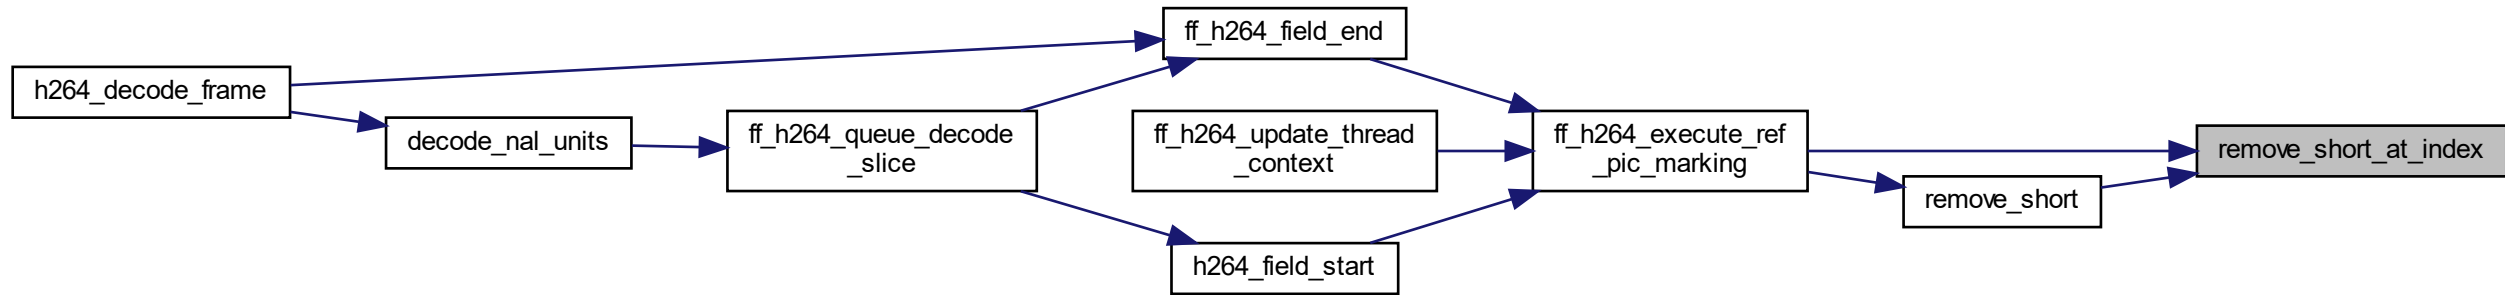 h264_decode_frame
decode_nal_units
ff_h264_field_end
ff_h264_queue_decode
_slice
ff_h264_update_thread
_context
h264_field_start
ff_h264_execute_ref
_pic_marking
remove_short
remove_short_at_index